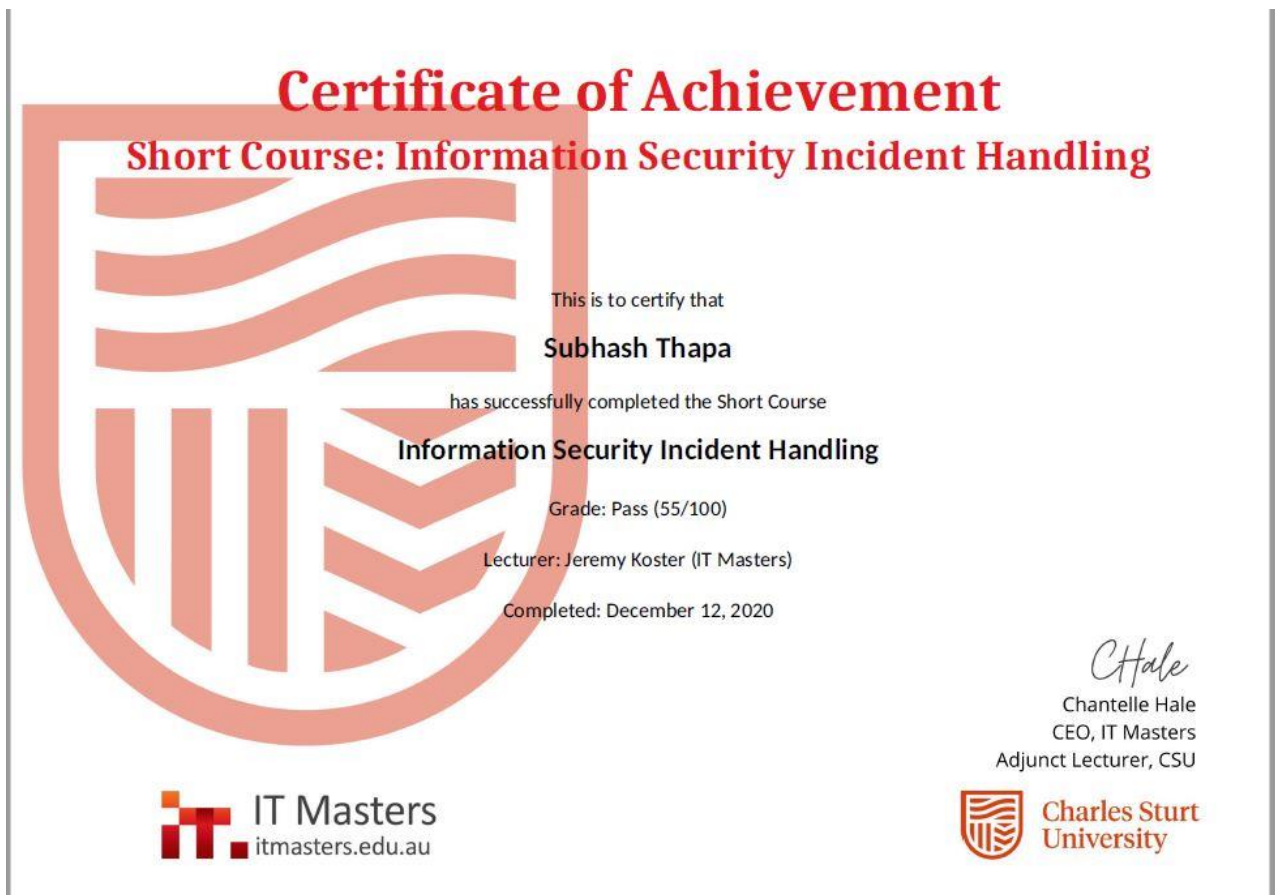 Certificate of Achievement
Short Course: Information Security Incident Handling
This is to certify that
Subhash Thapa
has successfully completed the Short Course
Information Security Incident Handling
Grade: Pass (55/100)
Lecturer: Jeremy Koster (IT Masters)
Completed: December 12, 2020
CHale
Chantelle Hale
CEO, IT Masters
Adjunct Lecturer, CSU
IT Masters
itmasters.edu.au
Charles Sturt
University